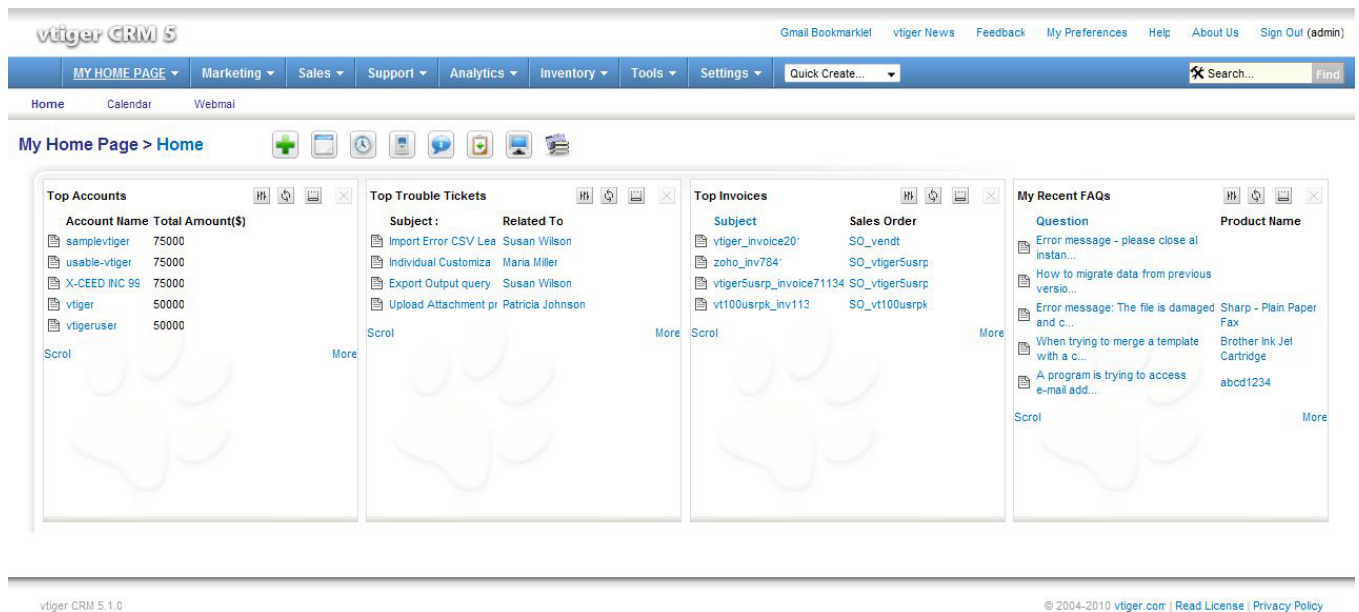 vtiger CRM 5
Gmail Bookmarklet vtiger News Feedback My Preferences Help About Us Sign Out (admin)
MY HOME PAGE Marketing Sales Support Analytics Inventory Tools Settings Quick Create... Search... Find
Home Calendar Webmai
My Home Page > Home
Top Accounts
Account Name Total Amount($)
samplevtiger 75000
usable-vtiger 75000
X-CEED INC 99 75000
vtiger 50000
vtigeruser 50000
Scrol More
Top Trouble Tickets
Subject : Related To
Import Error CSV Lea Susan Wilson
Individual Customiza Maria Miller
Export Output query Susan Wilson
Upload Attachment pr Patricia Johnson
Scrol More
Top Invoices
Subject Sales Order
vtiger_invoice201 SO_vendt
zoho_inv7841 SO_vtiger5usrp
vtiger5usrp_invoice71134 SO_vtiger5usrp
vt100usrpk_inv113 SO_vt100usrpk
Scrol More
My Recent FAQs
Question Product Name
Error message - please close al
instan...
How to migrate data from previous
versio...
Error message: The file is damaged Sharp - Plain Paper
and c... Fax
When trying to merge a template Brother Ink Jet
with a c... Cartridge
A program is trying to access
e-mail add... abcd1234
Scrol More
vtiger CRM 5.1.0
© 2004-2010 vtiger.com | Read License | Privacy Policy